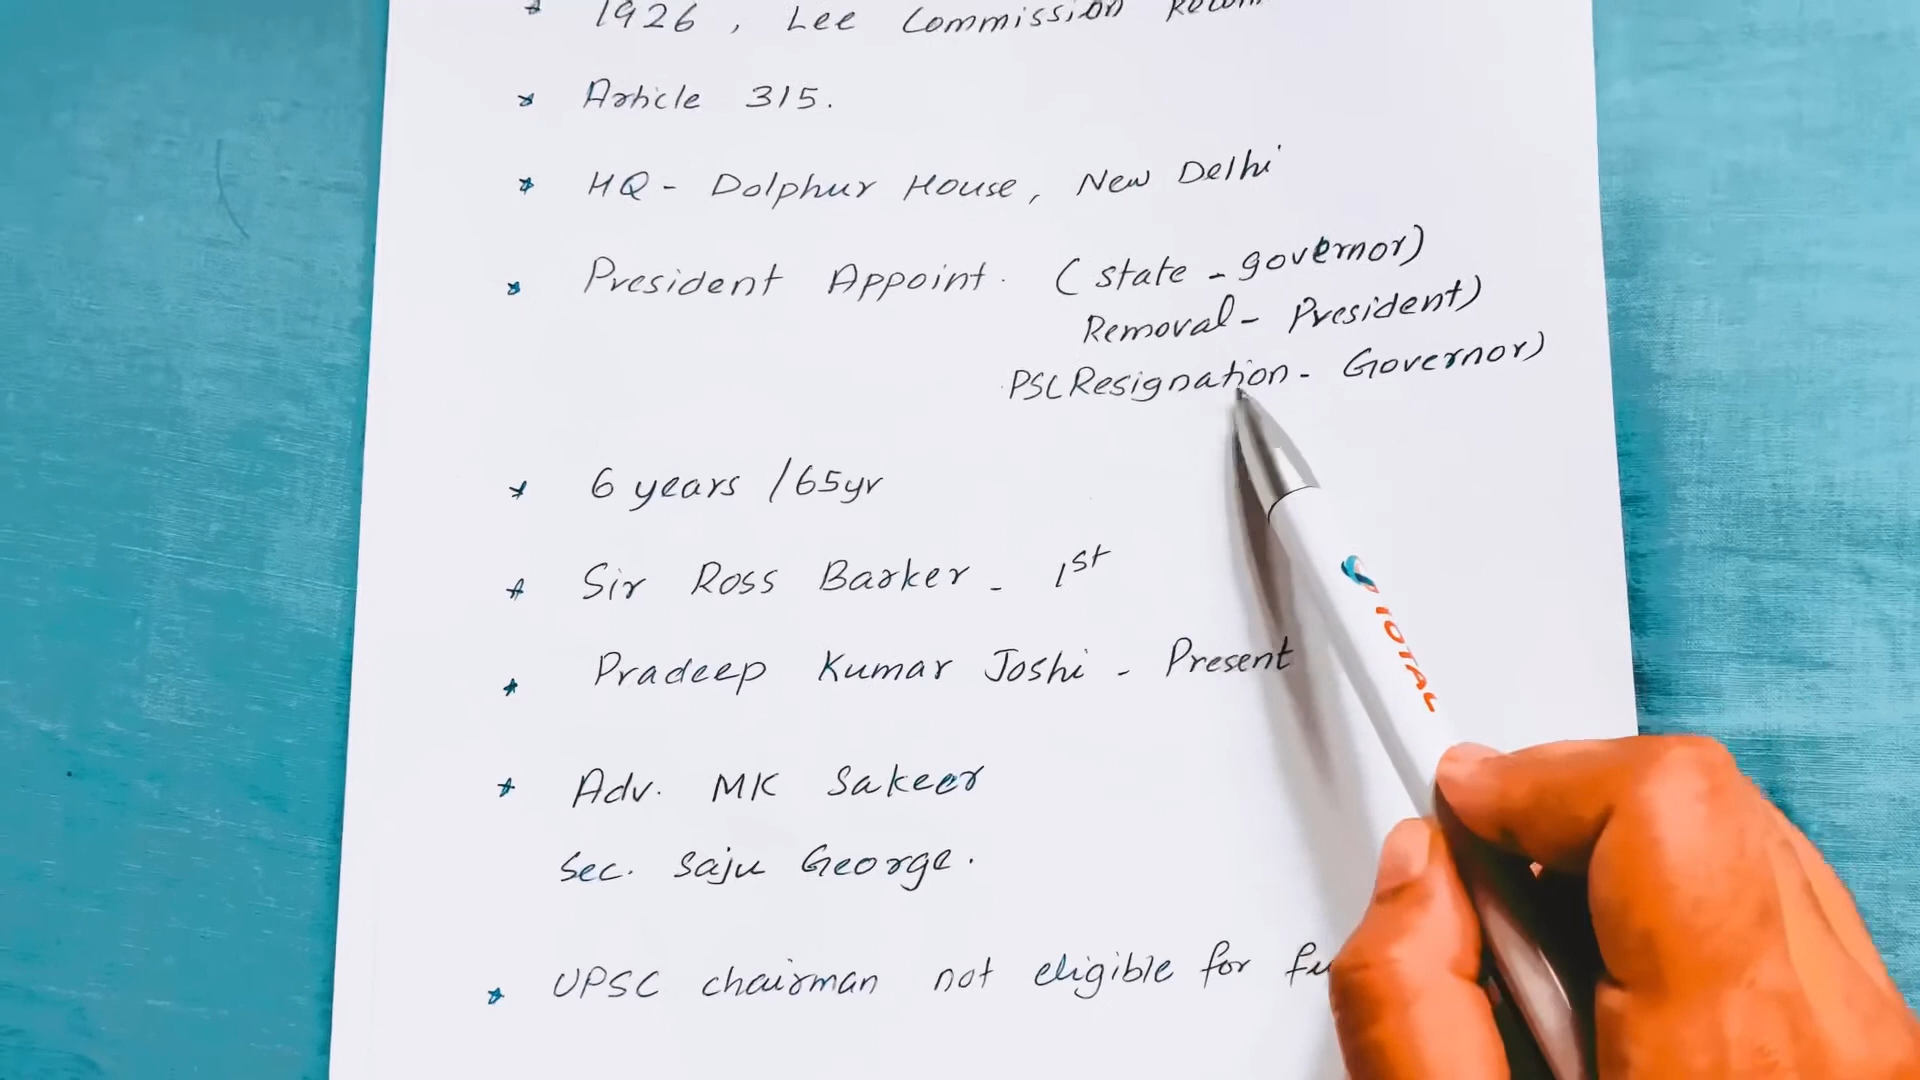 * 1926, Lee Commission
* Article 315.
* HQ - Dolphur House, New Delhi
* President Appoint. (state - governor)
Removal - President)
PSC Resignation - Governor)
* 6 years /65yr
* Sir Ross Barker - 1st
* Pradeep Kumar Joshi - Present
* Adv. MK Sakeer
Sec. Saju George.
* UPSC chairman not eligible for
TOTAL